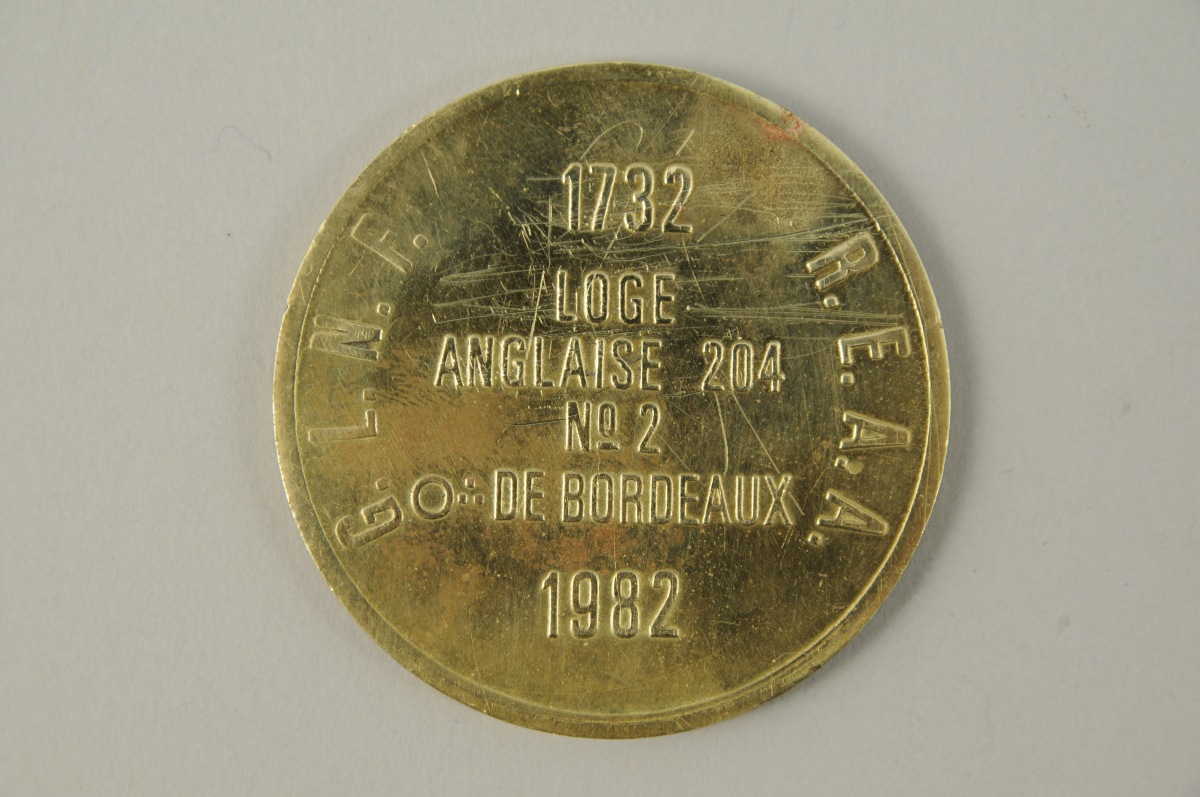 G. L. N. F.
R. E. A. A.
1732
LOGE
ANGLAISE 204
Nº 2
O∴ DE BORDEAUX
1982